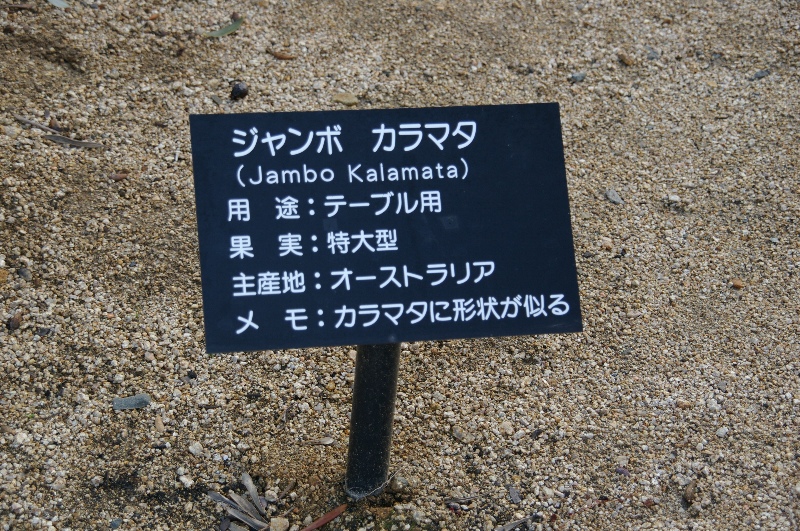 ジャンボ　カラマタ
(Jambo Kalamata)
用　途：テーブル用
果　実：特大型
主産地：オーストラリア
メ　モ：カラマタに形状が似る